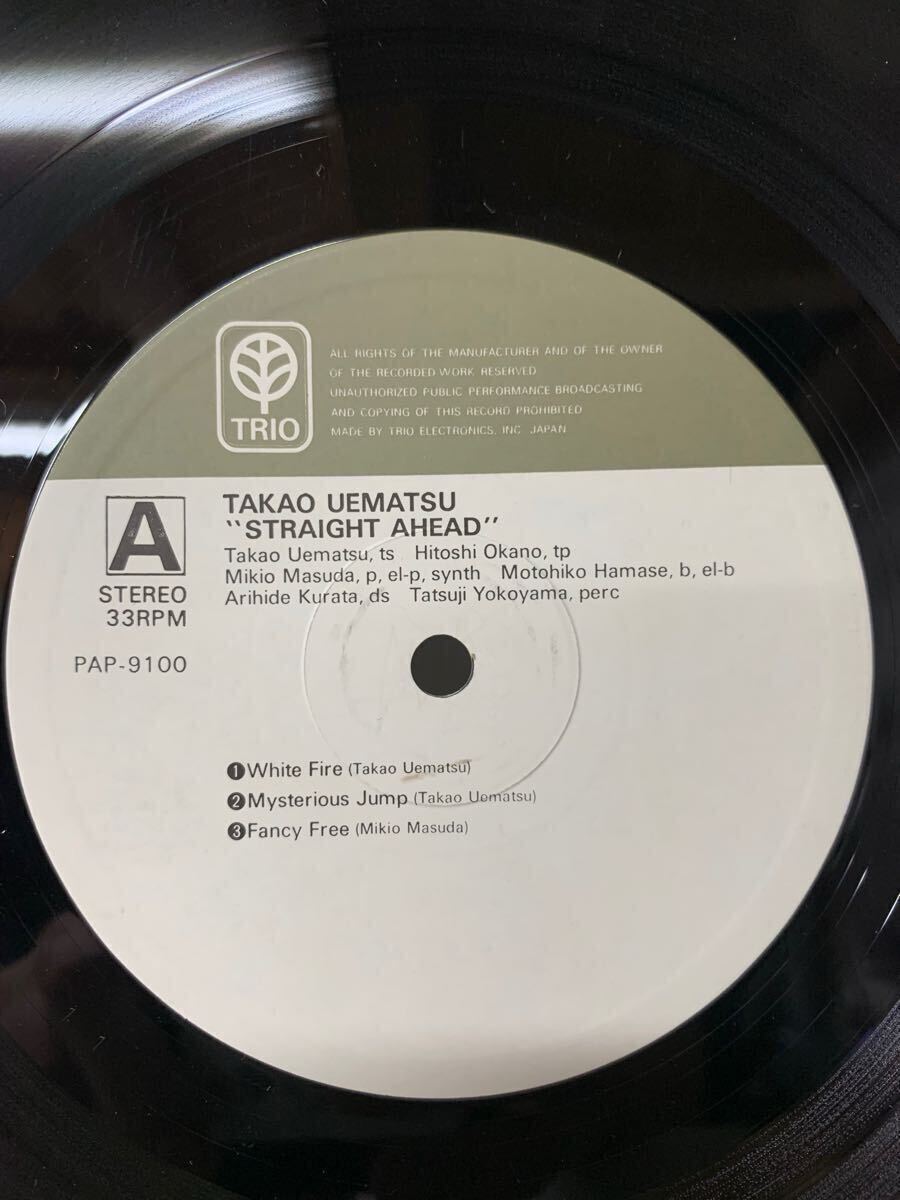 TRIO
ALL RIGHTS OF THE MANUFACTURER AND OF THE OWNER
OF THE RECORDED WORK RESERVED
UNAUTHORIZED PUBLIC PERFORMANCE BROADCASTING
AND COPYING OF THIS RECORD PROHIBITED
MADE BY TRIO ELECTRONICS, INC. JAPAN
A
STEREO
33RPM
PAP-9100
TAKAO UEMATSU
"STRAIGHT AHEAD"
Takao Uematsu, ts Hitoshi Okano, tp
Mikio Masuda, p, el-p, synth Motohiko Hamase, b, el-b
Arihide Kurata, ds Tatsuji Yokoyama, perc
❶White Fire (Takao Uematsu)
❷Mysterious Jump (Takao Uematsu)
❸Fancy Free (Mikio Masuda)